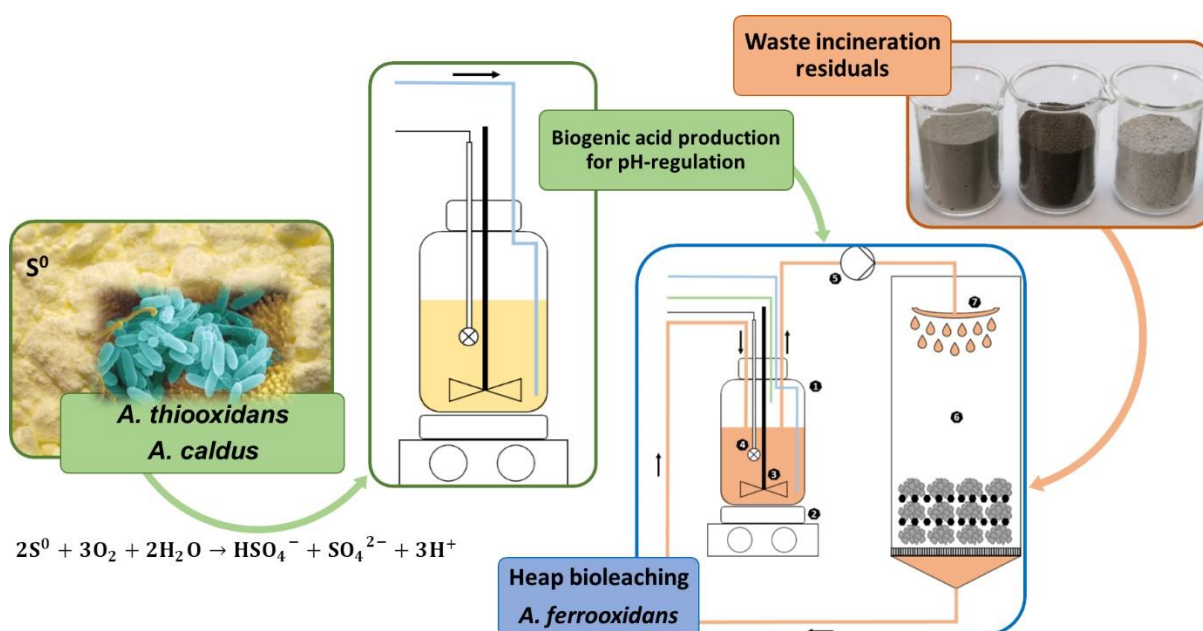 Waste incineration
residuals
Biogenic acid production
for pH-regulation
S⁰
A. thiooxidans
A. caldus
2S⁰ + 3O₂ + 2H₂O → HSO₄⁻ + SO₄²⁻ + 3H⁺
5
7
1
6
4
3
2
Heap bioleaching
A. ferrooxidans